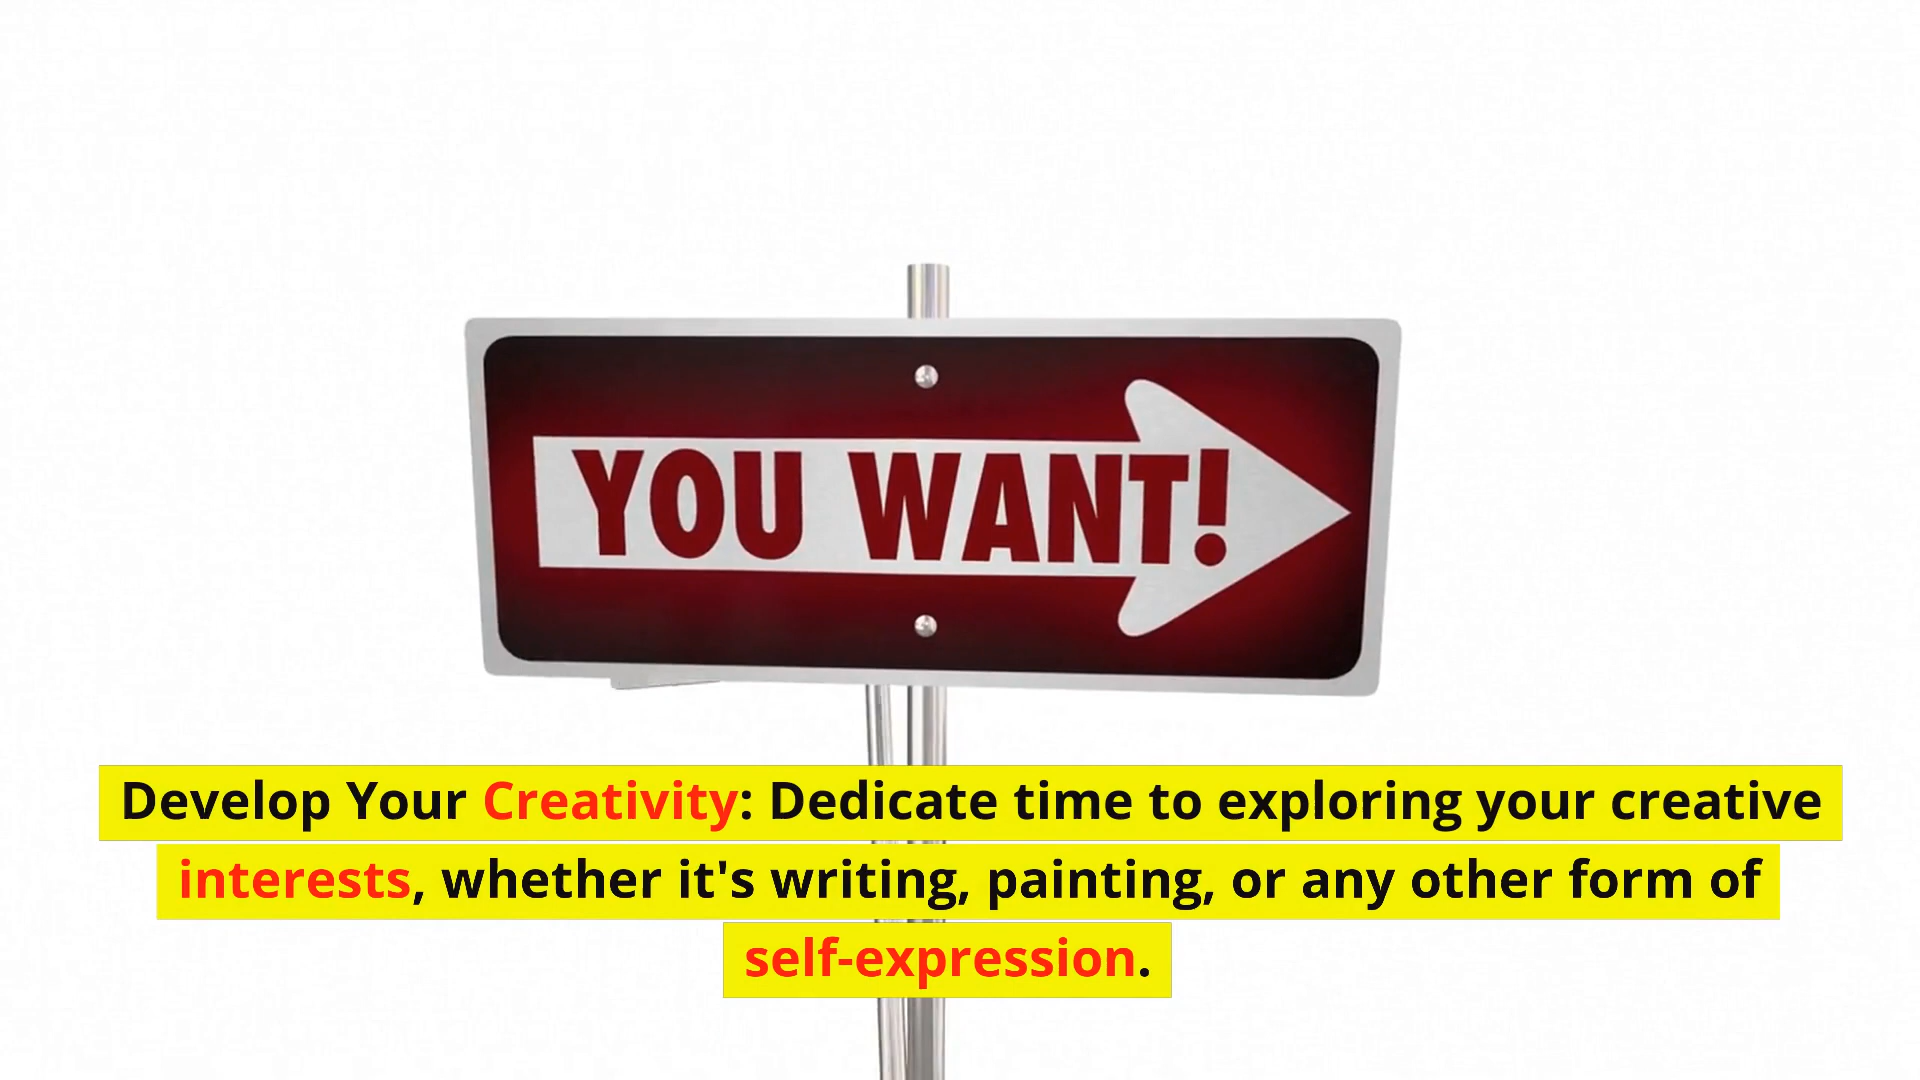 YOU WANT!
Develop Your Creativity: Dedicate time to exploring your creative
interests, whether it's writing, painting, or any other form of
self-expression.